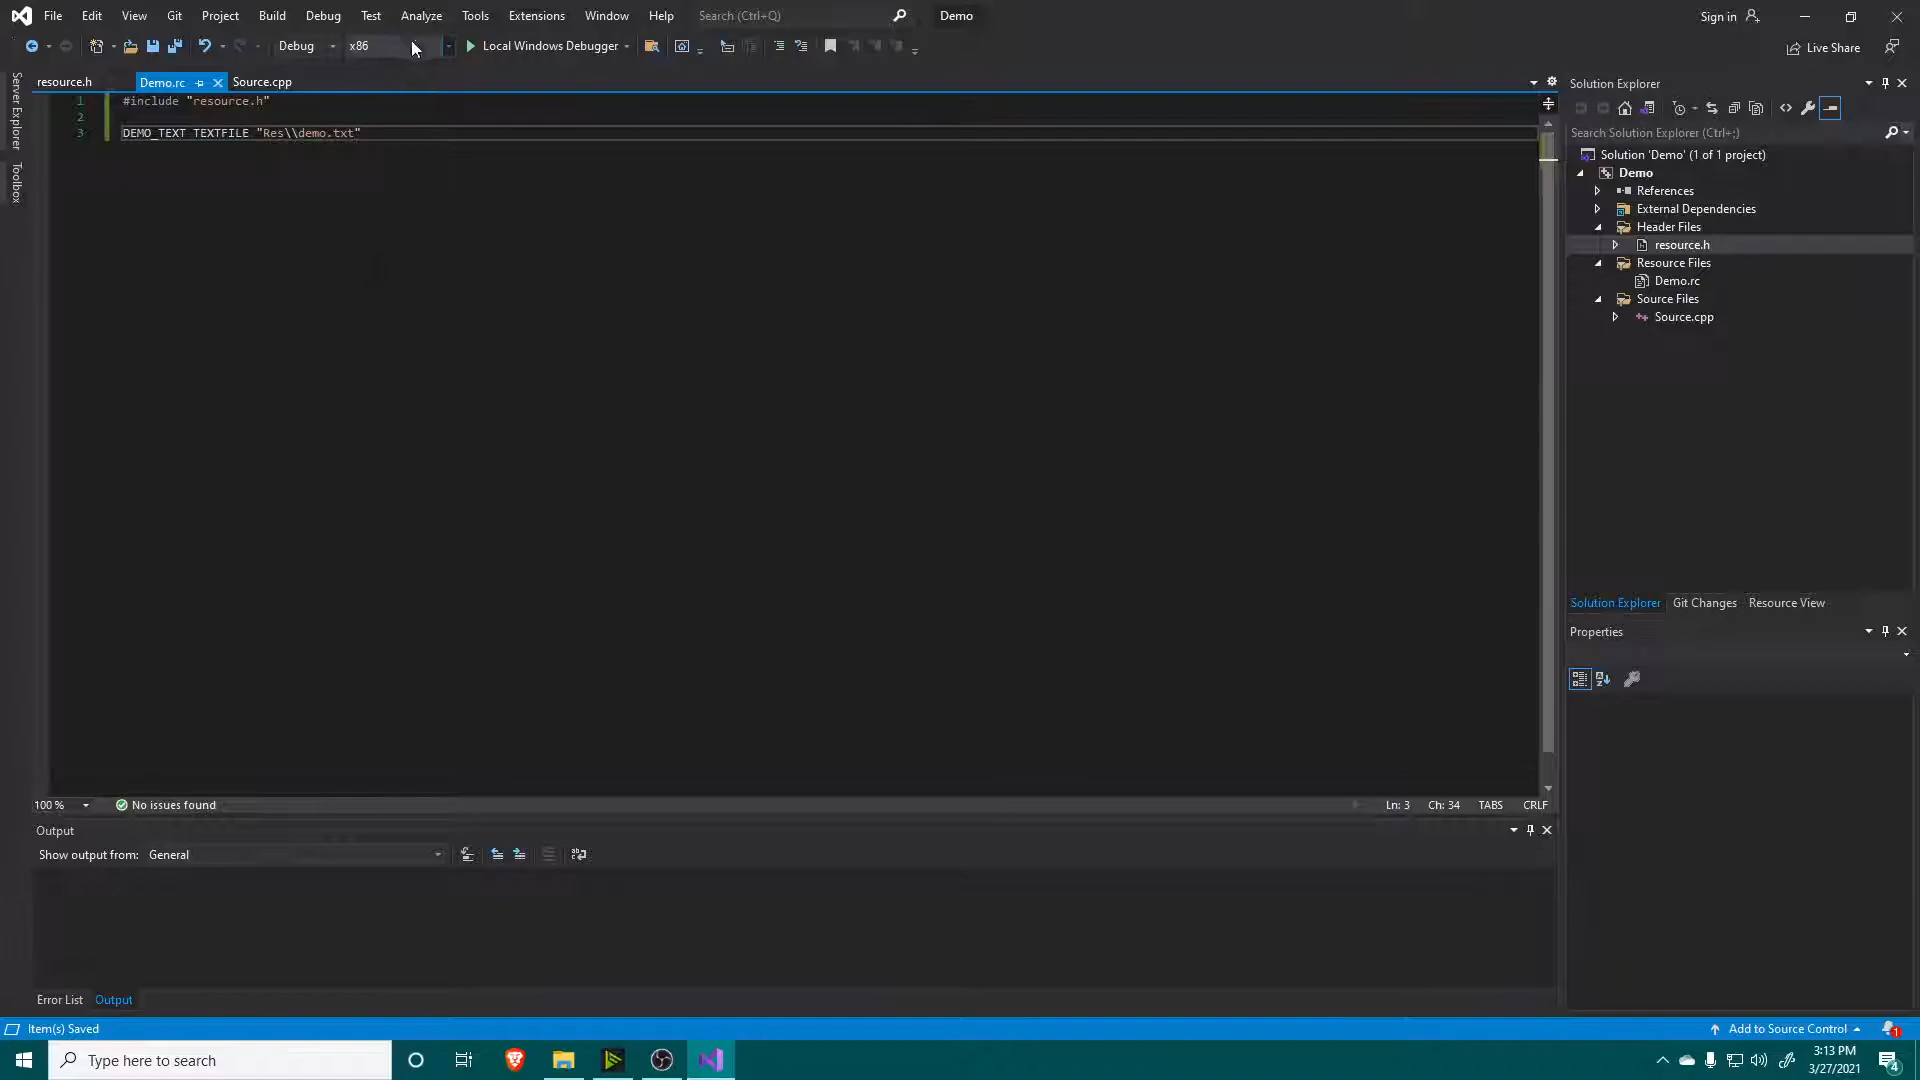 File Edit View Git Project Build Debug Test Analyze Tools Extensions Window Help Search (Ctrl+Q) Demo Sign in
Debug x86 Local Windows Debugger Live Share
Server Explorer
Toolbox
resource.h Demo.rc Source.cpp
1 #include "resource.h"
2
3 DEMO_TEXT TEXTFILE "Res\\demo.txt"
Solution Explorer
Search Solution Explorer (Ctrl+;)
Solution 'Demo' (1 of 1 project)
Demo
References
External Dependencies
Header Files
resource.h
Resource Files
Demo.rc
Source Files
Source.cpp
Solution Explorer Git Changes Resource View
Properties
100 % No issues found Ln: 3 Ch: 34 TABS CRLF
Output
Show output from: General
Error List Output
Item(s) Saved Add to Source Control 1
Type here to search
3:13 PM
3/27/2021
4